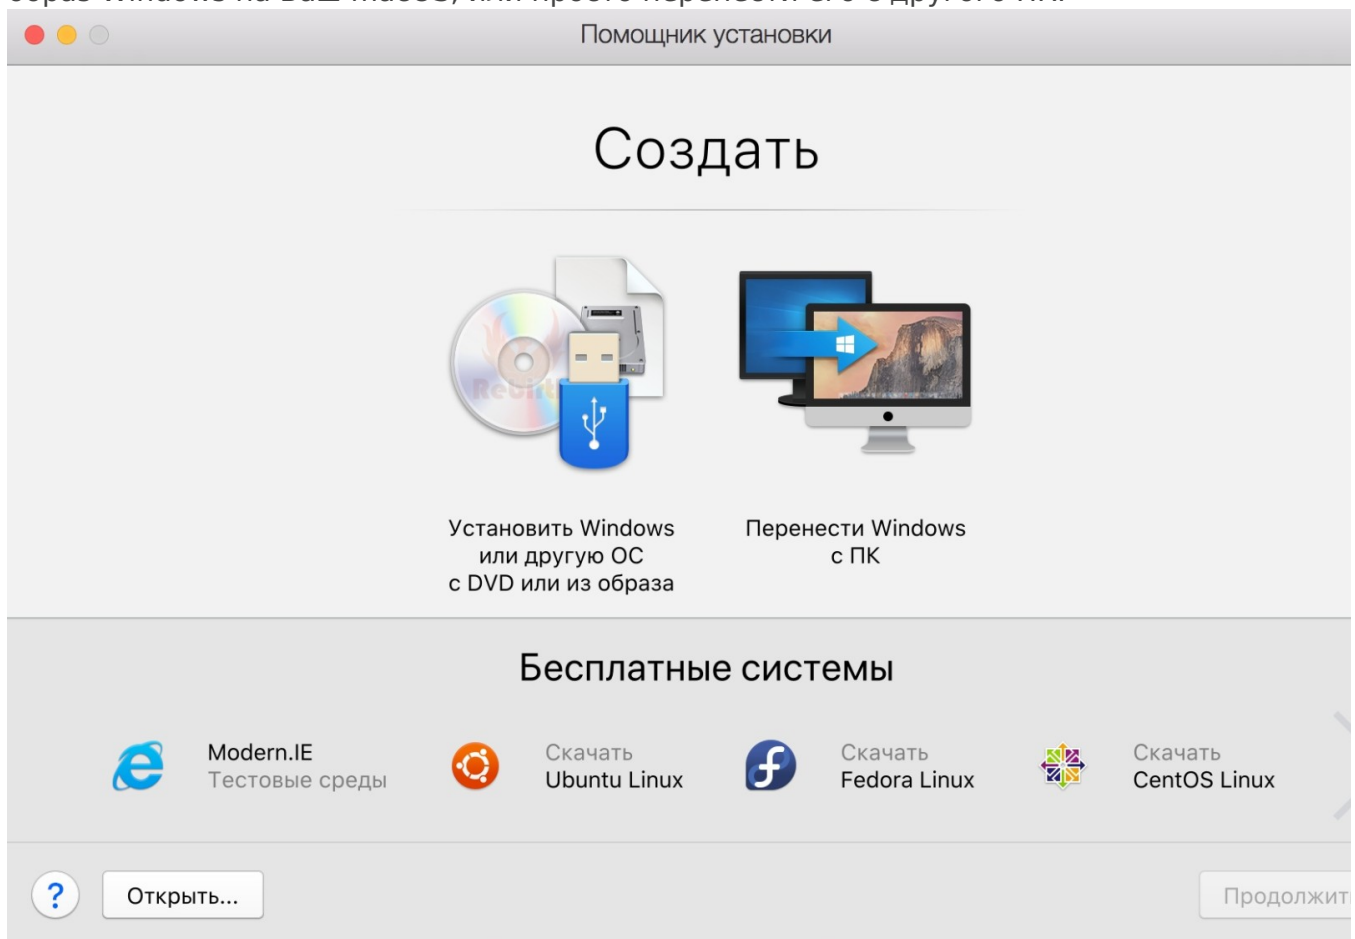 Помощник установки
Создать
Установить Windows
или другую ОС
с DVD или из образа
Перенести Windows
с ПК
Бесплатные системы
Modern.IE
Тестовые среды
Скачать
Ubuntu Linux
Скачать
Fedora Linux
Скачать
CentOS Linux
?
Открыть...